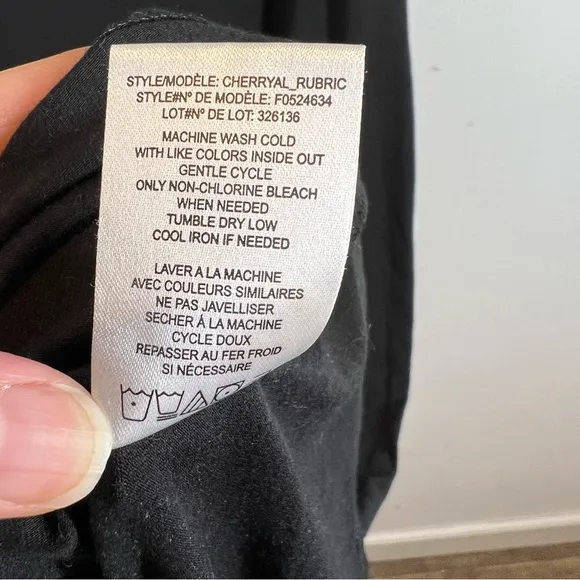 STYLE/MODÈLE: CHERRYAL_RUBRIC
STYLE#Nº DE MODÈLE: F0524634
LOT#Nº DE LOT: 326136
MACHINE WASH COLD
WITH LIKE COLORS INSIDE OUT
GENTLE CYCLE
ONLY NON-CHLORINE BLEACH
WHEN NEEDED
TUMBLE DRY LOW
COOL IRON IF NEEDED
LAVER A LA MACHINE
AVEC COULEURS SIMILAIRES
NE PAS JAVELLISER
SECHER Á LA MACHINE
CYCLE DOUX
REPASSER AU FER FROID
SI NÉCESSAIRE